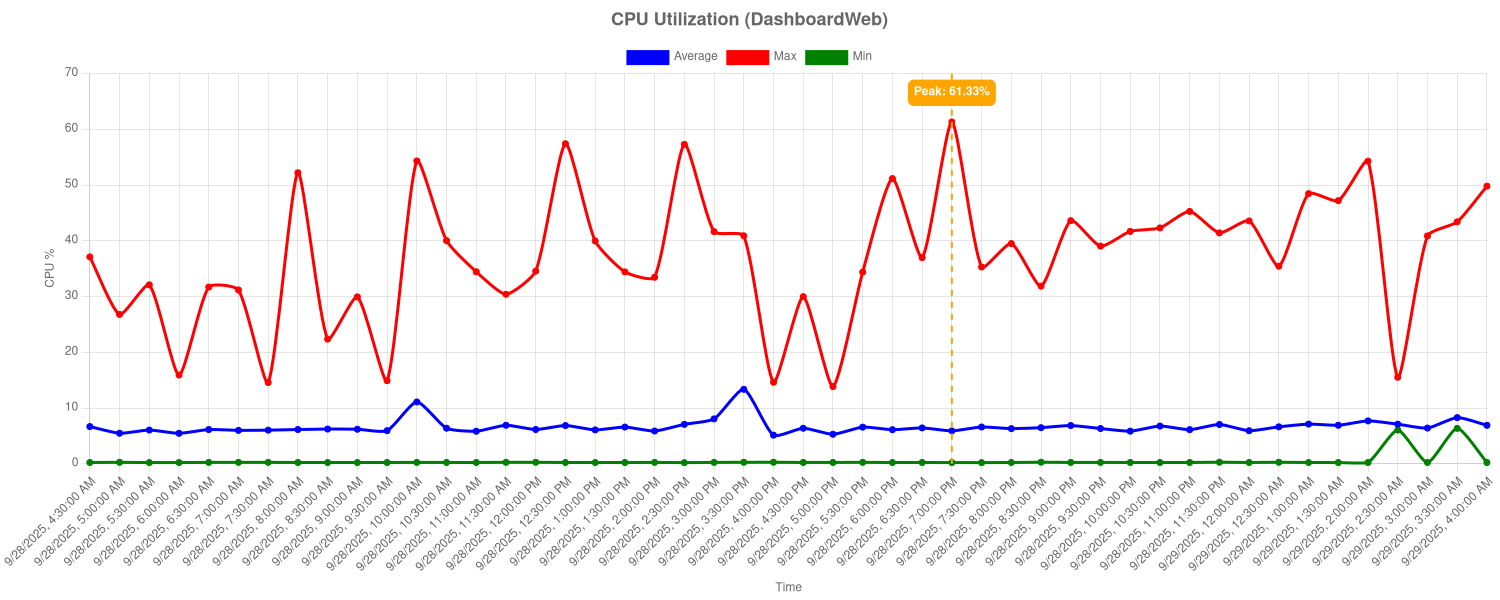 CPU Utilization (DashboardWeb)
Average Max Min
70
Peak: 61.33%
60
50
40
30
20
10
0
CPU %
9/28/2025, 4:30:00 AM
9/28/2025, 5:00:00 AM
9/28/2025, 5:30:00 AM
9/28/2025, 6:00:00 AM
9/28/2025, 6:30:00 AM
9/28/2025, 7:00:00 AM
9/28/2025, 7:30:00 AM
9/28/2025, 8:00:00 AM
9/28/2025, 8:30:00 AM
9/28/2025, 9:00:00 AM
9/28/2025, 9:30:00 AM
9/28/2025, 10:00:00 AM
9/28/2025, 10:30:00 AM
9/28/2025, 11:00:00 AM
9/28/2025, 11:30:00 AM
9/28/2025, 12:00:00 PM
9/28/2025, 12:30:00 PM
9/28/2025, 1:00:00 PM
9/28/2025, 1:30:00 PM
9/28/2025, 2:00:00 PM
9/28/2025, 2:30:00 PM
9/28/2025, 3:00:00 PM
9/28/2025, 3:30:00 PM
9/28/2025, 4:00:00 PM
9/28/2025, 4:30:00 PM
9/28/2025, 5:00:00 PM
9/28/2025, 5:30:00 PM
9/28/2025, 6:00:00 PM
9/28/2025, 6:30:00 PM
9/28/2025, 7:00:00 PM
9/28/2025, 7:30:00 PM
9/28/2025, 8:00:00 PM
9/28/2025, 8:30:00 PM
9/28/2025, 9:00:00 PM
9/28/2025, 9:30:00 PM
9/28/2025, 10:00:00 PM
9/28/2025, 10:30:00 PM
9/28/2025, 11:00:00 PM
9/28/2025, 11:30:00 PM
9/29/2025, 12:00:00 AM
9/29/2025, 12:30:00 AM
9/29/2025, 1:00:00 AM
9/29/2025, 1:30:00 AM
9/29/2025, 2:00:00 AM
9/29/2025, 2:30:00 AM
9/29/2025, 3:00:00 AM
9/29/2025, 3:30:00 AM
9/29/2025, 4:00:00 AM
Time